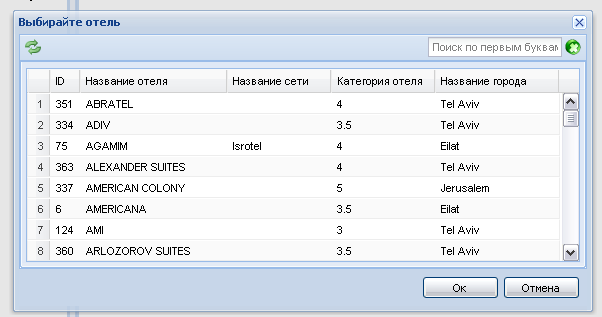 Выбирайте отель
Поиск по первым буквам
ID Название отеля Название сети Категория отеля Название города
1 351 ABRATEL 4 Tel Aviv
2 334 ADIV 3.5 Tel Aviv
3 75 AGAMIM Isrotel 4 Eilat
4 363 ALEXANDER SUITES 4 Tel Aviv
5 337 AMERICAN COLONY 5 Jerusalem
6 6 AMERICANA 3.5 Eilat
7 124 AMI 3 Tel Aviv
8 360 ARLOZOROV SUITES 3.5 Tel Aviv
Ок Отмена